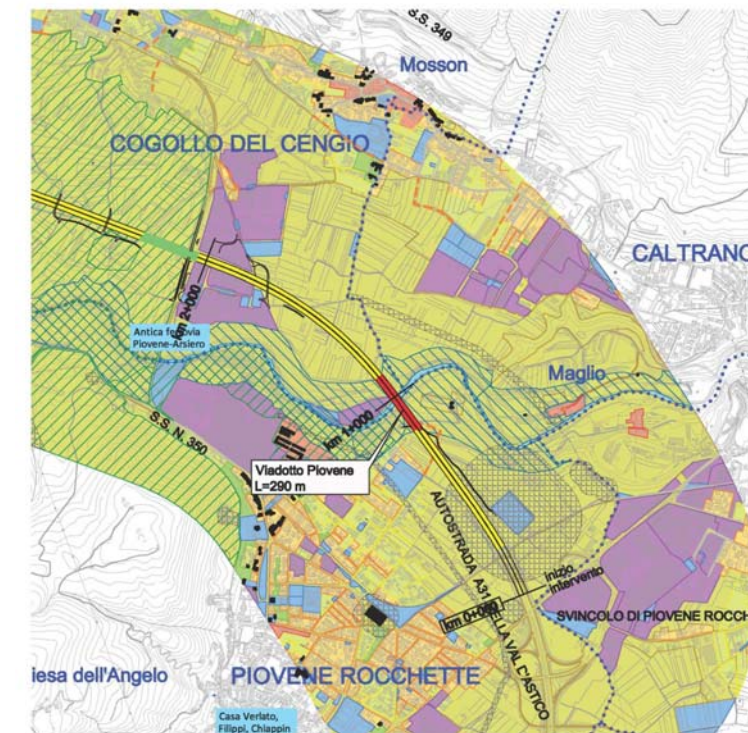 S.S. 349
Mosson
COGOLLO DEL CENGIO
CALTRANO
km 2+000
Antica ferrovia
Piovene-Arsiero
Maglio
S.S. N. 350
km 1+000
Viadotto Piovene
L=290 m
AUTOSTRADA A31 DELLA VAL D'ASTICO
inizio
intervento
km 0+000
SVINCOLO DI PIOVENE ROCCH
iesa dell'Angelo
PIOVENE ROCCHETTE
Casa Verlato,
Filippi, Chiappin